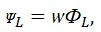 Ψ_L = wΦ_L,